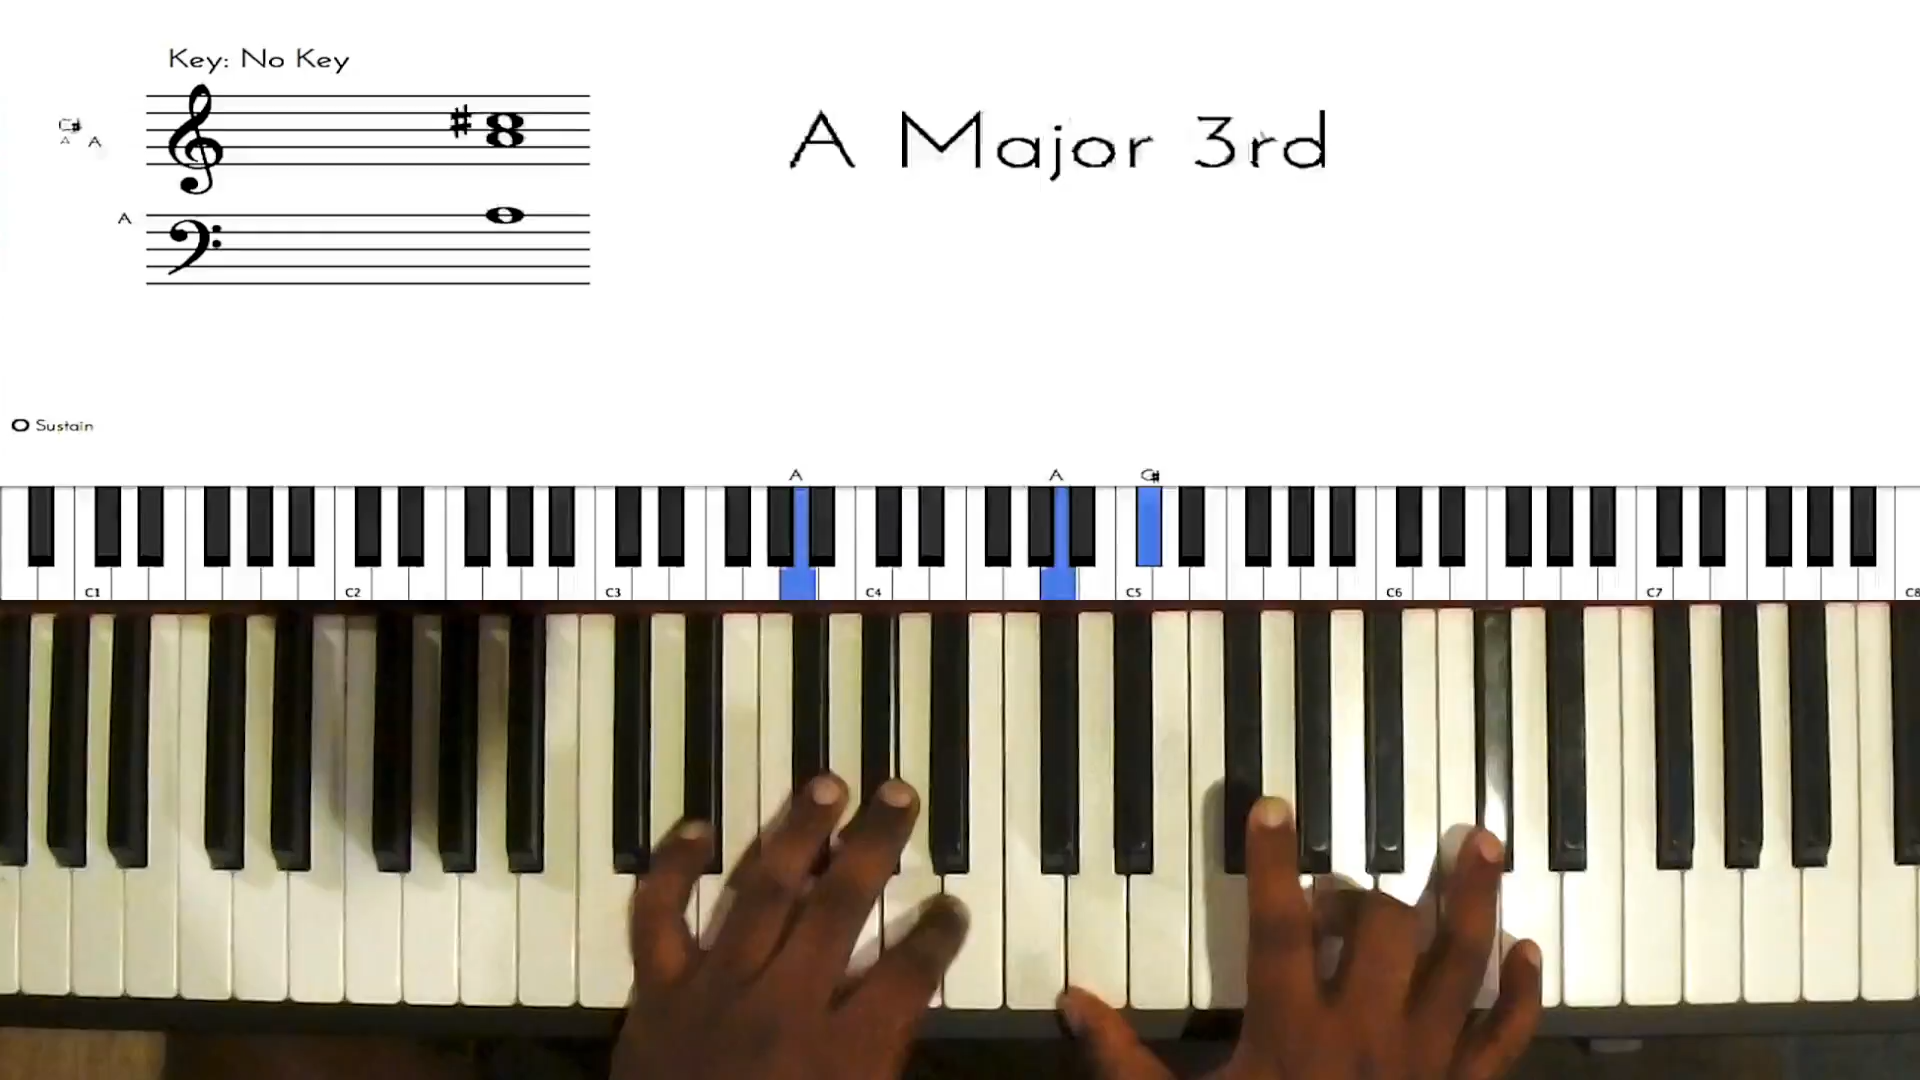 Key: No Key
C#
A A
A Major 3rd
A
Sustain
A A C#
C1 C2 C3 C4 C5 C6 C7 C8